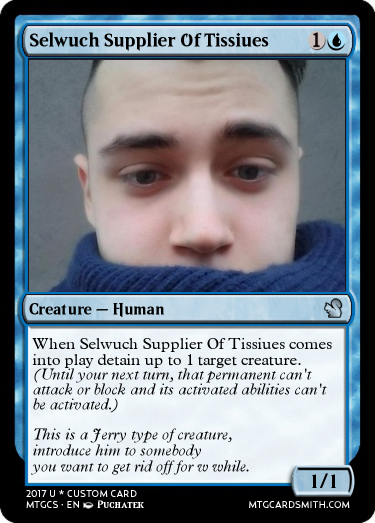 Selwuch Supplier Of Tissiues 1
Creature — Human
When Selwuch Supplier Of Tissiues comes
into play detain up to 1 target creature.
(Until your next turn, that permanent can't
attack or block and its activated abilities can't
be activated.)
This is a Jerry type of creature,
introduce him to somebody
you want to get rid off for w while.
1/1
2017 U * CUSTOM CARD
MTGCS · EN PUCHATEK
MTGCARDSMITH.COM